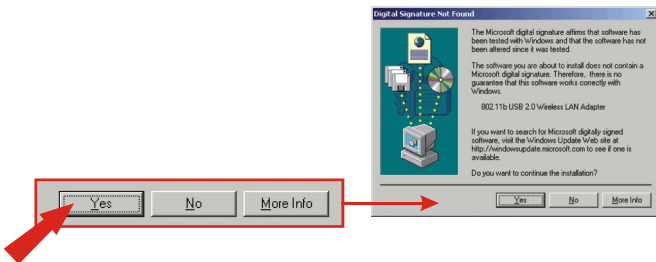 Digital Signature Not Found
The Microsoft digital signature affirms that software has
been tested with Windows and that the software has not
been altered since it was tested.
The software you are about to install does not contain a
Microsoft digital signature. Therefore, there is no
guarantee that this software works correctly with
Windows.
802.11b USB 2.0 Wireless LAN Adapter
If you want to search for Microsoft digitally signed
software, visit the Windows Update Web site at
http://windowsupdate.microsoft.com to see if one is
available.
Do you want to continue the installation?
Yes No More Info
Yes No More Info